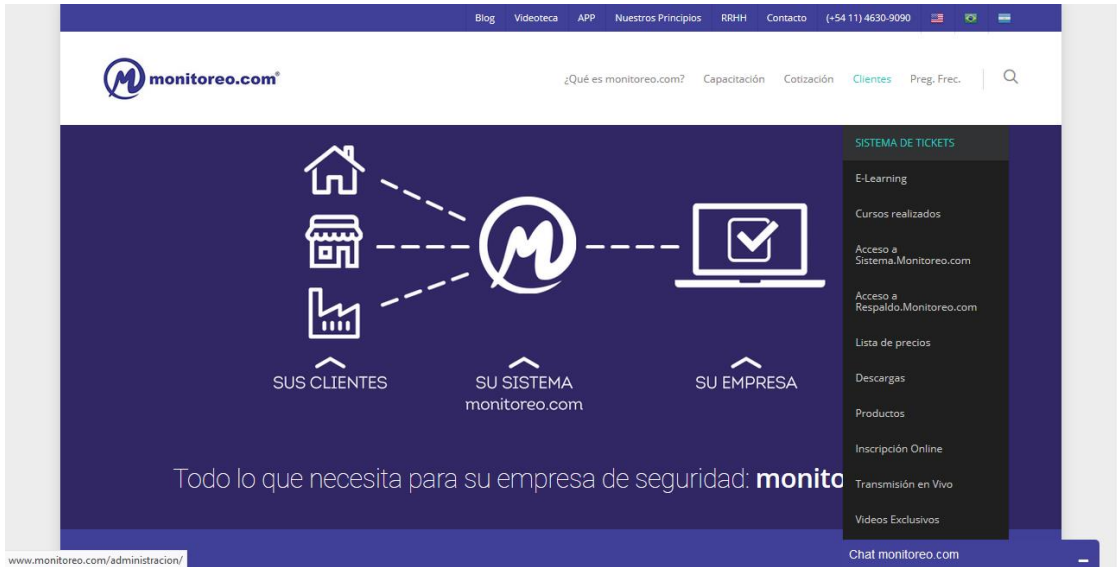 Blog Videoteca APP Nuestros Principios RRHH Contacto (+54 11) 4630-9090
monitoreo.com®
¿Qué es monitoreo.com? Capacitación Cotización Clientes Preg. Frec.
SISTEMA DE TICKETS
E-Learning
Cursos realizados
Acceso a
Sistema.Monitoreo.com
Acceso a
Respaldo.Monitoreo.com
Lista de precios
Descargas
Productos
Inscripción Online
Transmisión en Vivo
Videos Exclusivos
SUS CLIENTES
SU SISTEMA
monitoreo.com
SU EMPRESA
Todo lo que necesita para su empresa de seguridad: monito
Chat monitoreo.com
www.monitoreo.com/administracion/